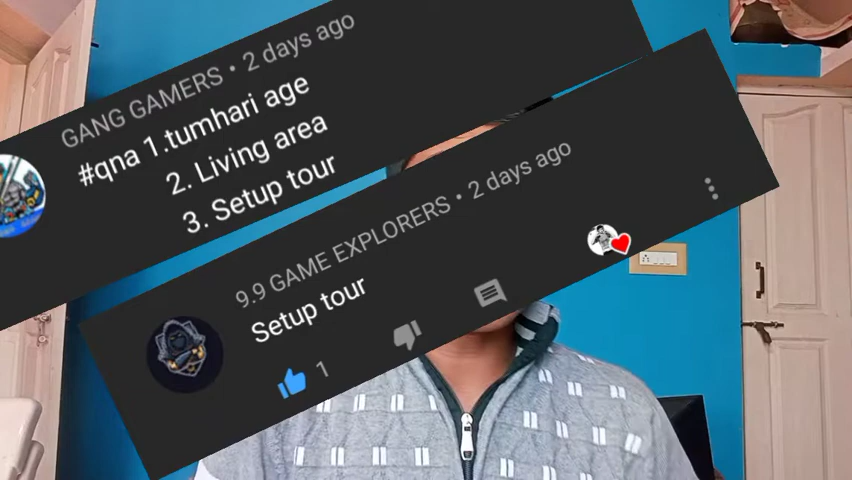 GANG GAMERS • 2 days ago
#qna 1.tumhari age
2. Living area
3. Setup tour
9.9 GAME EXPLORERS • 2 days ago
Setup tour
1